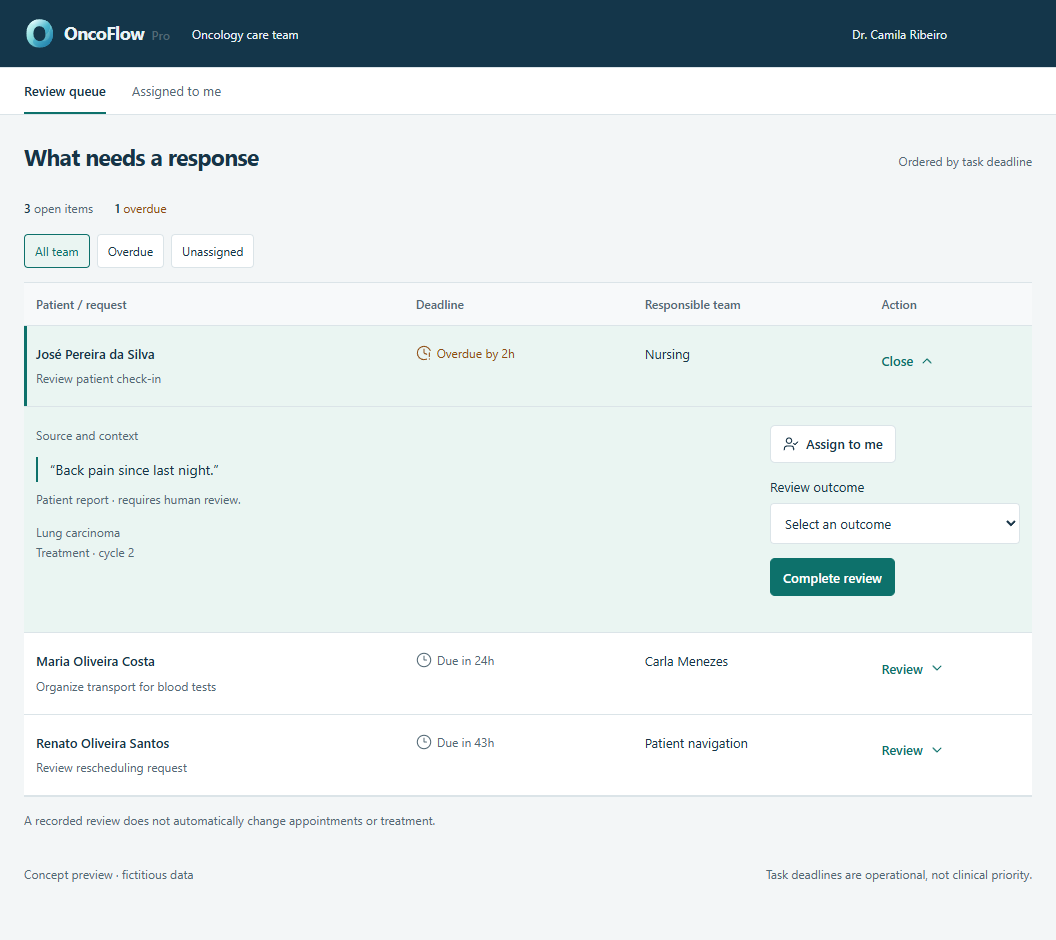 OncoFlow Pro Oncology care team Dr. Camila Ribeiro
Review queue Assigned to me
What needs a response Ordered by task deadline
3 open items 1 overdue
All team Overdue Unassigned
Patient / request Deadline Responsible team Action
José Pereira da Silva Overdue by 2h Nursing Close
Review patient check-in
Source and context
Assign to me
“Back pain since last night.”
Review outcome
Patient report · requires human review.
Select an outcome
Lung carcinoma
Treatment · cycle 2
Complete review
Maria Oliveira Costa Due in 24h Carla Menezes Review
Organize transport for blood tests
Renato Oliveira Santos Due in 43h Patient navigation Review
Review rescheduling request
A recorded review does not automatically change appointments or treatment.
Concept preview · fictitious data Task deadlines are operational, not clinical priority.